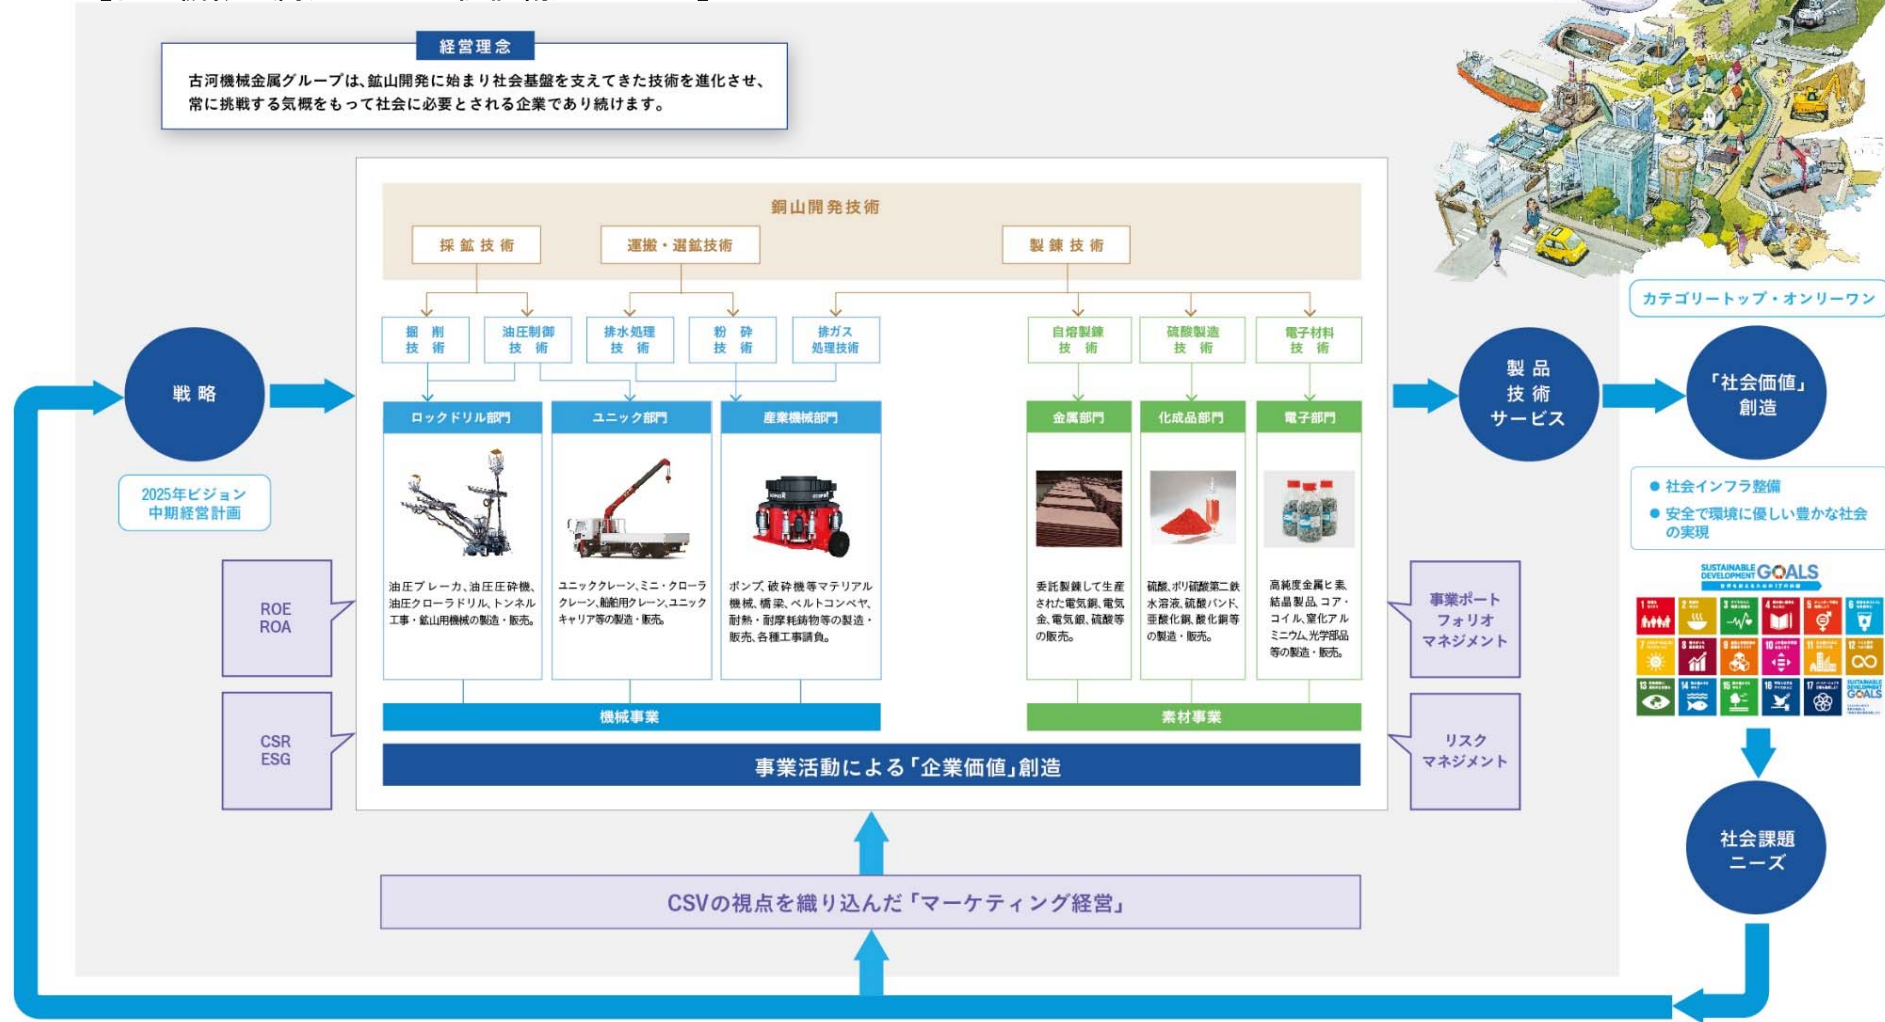 経営理念
古河機械金属グループは、鉱山開発に始まり社会基盤を支えてきた技術を進化させ、
常に挑戦する気概をもって社会に必要とされる企業であり続けます。
銅山開発技術
採鉱技術
運搬・選鉱技術
製錬技術
掘削
技術
油圧制御
技術
排水処理
技術
粉砕
技術
排ガス
処理技術
自熔製錬
技術
硫酸製造
技術
電子材料
技術
戦略
2025年ビジョン
中期経営計画
ロックドリル部門
油圧ブレーカ、油圧圧砕機、
油圧クローラドリル、トンネル
工事・鉱山用機械の製造・販売。
ユニック部門
ユニッククレーン、ミニ・クローラ
クレーン、船舶用クレーン、ユニック
キャリア等の製造・販売。
産業機械部門
ポンプ、破砕機等マテリアル
機械、橋梁、ベルトコンベヤ、
耐熱・耐摩耗鋳物等の製造・
販売、各種工事請負。
金属部門
委託製錬して生産
された電気銅、電気
金、電気銀、硫酸等
の販売。
化成品部門
硫酸、ポリ硫酸第二鉄
水溶液、硫酸バンド、
亜酸化銅、酸化銅等
の製造・販売。
電子部門
高純度金属ヒ素、
結晶製品、コア・
コイル、窒化アル
ミニウム、光学部品
等の製造・販売。
機械事業
素材事業
事業活動による「企業価値」創造
ROE
ROA
CSR
ESG
事業ポート
フォリオ
マネジメント
リスク
マネジメント
CSVの視点を織り込んだ「マーケティング経営」
製品
技術
サービス
カテゴリートップ・オンリーワン
「社会価値」
創造
● 社会インフラ整備
● 安全で環境に優しい豊かな社会
の実現
SUSTAINABLE
DEVELOPMENT GOALS
1
2
3
4
5
6
7
8
9
10
11
12
13
14
15
16
17
SUSTAINABLE
DEVELOPMENT
GOALS
社会課題
ニーズ